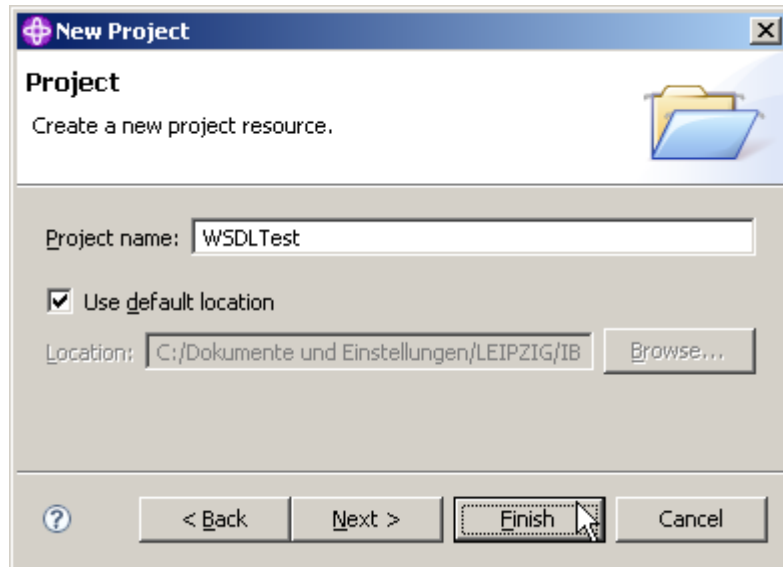 New Project
Project
Create a new project resource.
Project name: WSDLTest
Use default location
Location: C:/Dokumente und Einstellungen/LEIPZIG/IB Browse...
? < Back Next > Finish Cancel